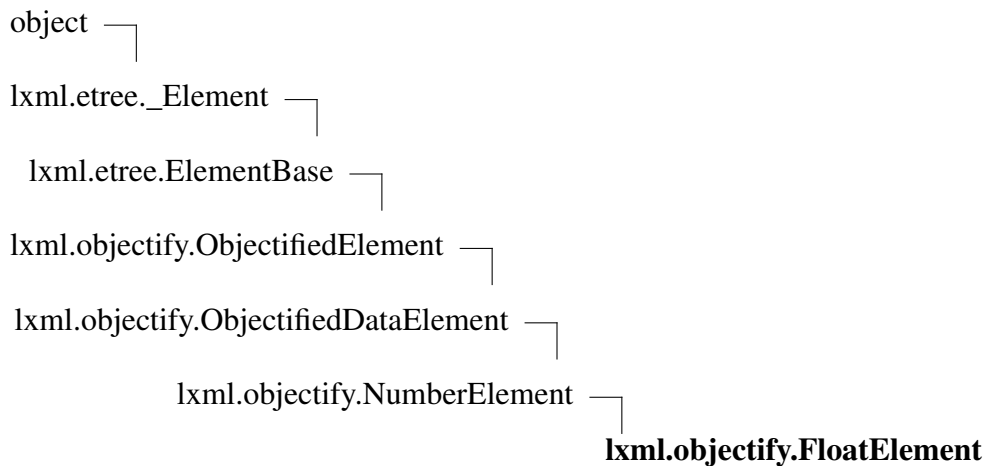 object
lxml.etree._Element
lxml.etree.ElementBase
lxml.objectify.ObjectifiedElement
lxml.objectify.ObjectifiedDataElement
lxml.objectify.NumberElement
lxml.objectify.FloatElement